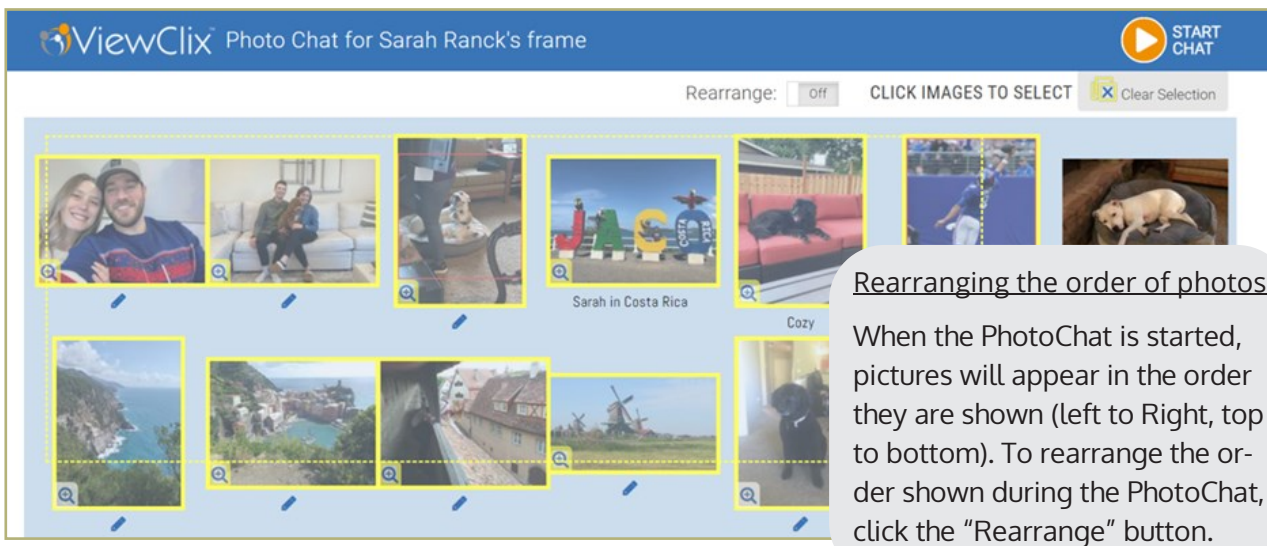 ViewClix Photo Chat for Sarah Ranck's frame
START
CHAT
Rearrange: Off CLICK IMAGES TO SELECT Clear Selection
JACO
COSTA
RICA
Sarah in Costa Rica
Cozy
Rearranging the order of photos
When the PhotoChat is started,
pictures will appear in the order
they are shown (left to Right, top
to bottom). To rearrange the or-
der shown during the PhotoChat,
click the “Rearrange” button.